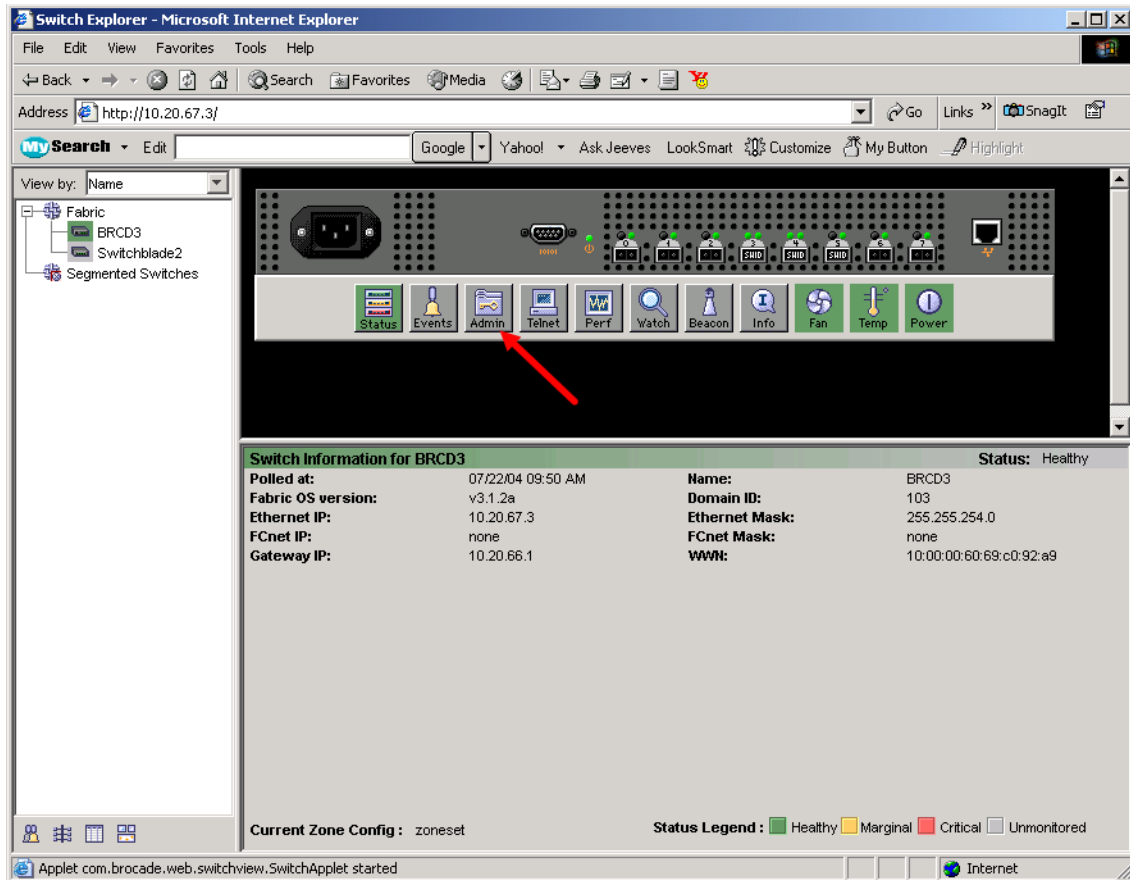 Switch Explorer - Microsoft Internet Explorer
File Edit View Favorites Tools Help
Back Search Favorites Media
Address http://10.20.67.3/ Go Links » SnagIt
My Search Edit Google Yahoo! Ask Jeeves LookSmart Customize My Button Highlight
View by: Name
Fabric
BRCD3
Switchblade2
Segmented Switches
10101
0 1 2 3 4 5 6 7
SWID SWID SWID
Status Events Admin Telnet Perf Watch Beacon Info Fan Temp Power
Switch Information for BRCD3 Status: Healthy
Polled at: 07/22/04 09:50 AM Name: BRCD3
Fabric OS version: v3.1.2a Domain ID: 103
Ethernet IP: 10.20.67.3 Ethernet Mask: 255.255.254.0
FCnet IP: none FCnet Mask: none
Gateway IP: 10.20.66.1 WWN: 10:00:00:60:69:c0:92:a9
Current Zone Config : zoneset Status Legend : Healthy Marginal Critical Unmonitored
Applet com.brocade.web.switchview.SwitchApplet started Internet